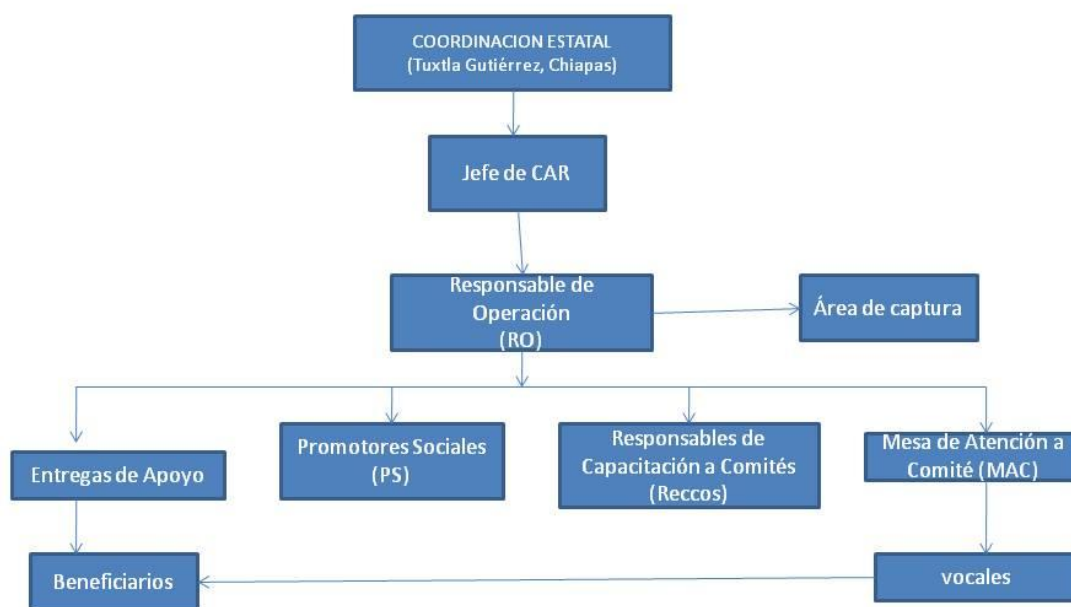 COORDINACION ESTATAL
(Tuxtla Gutiérrez, Chiapas)
Jefe de CAR
Responsable de
Operación
(RO)
Área de captura
Entregas de Apoyo
Promotores Sociales
(PS)
Responsables de
Capacitación a Comités
(Reccos)
Mesa de Atención a
Comité (MAC)
Beneficiarios
vocales